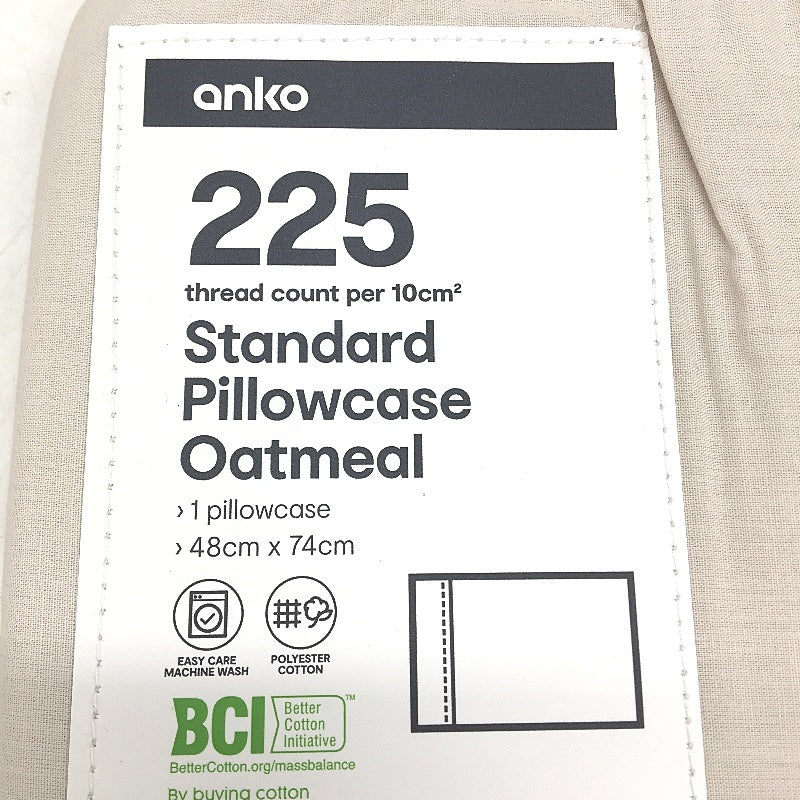 anko
225
thread count per 10cm²
Standard
Pillowcase
Oatmeal
› 1 pillowcase
› 48cm x 74cm
EASY CARE
MACHINE WASH
POLYESTER
COTTON
BCI
Better
Cotton
Initiative
™
BetterCotton.org/massbalance
By buying cotton